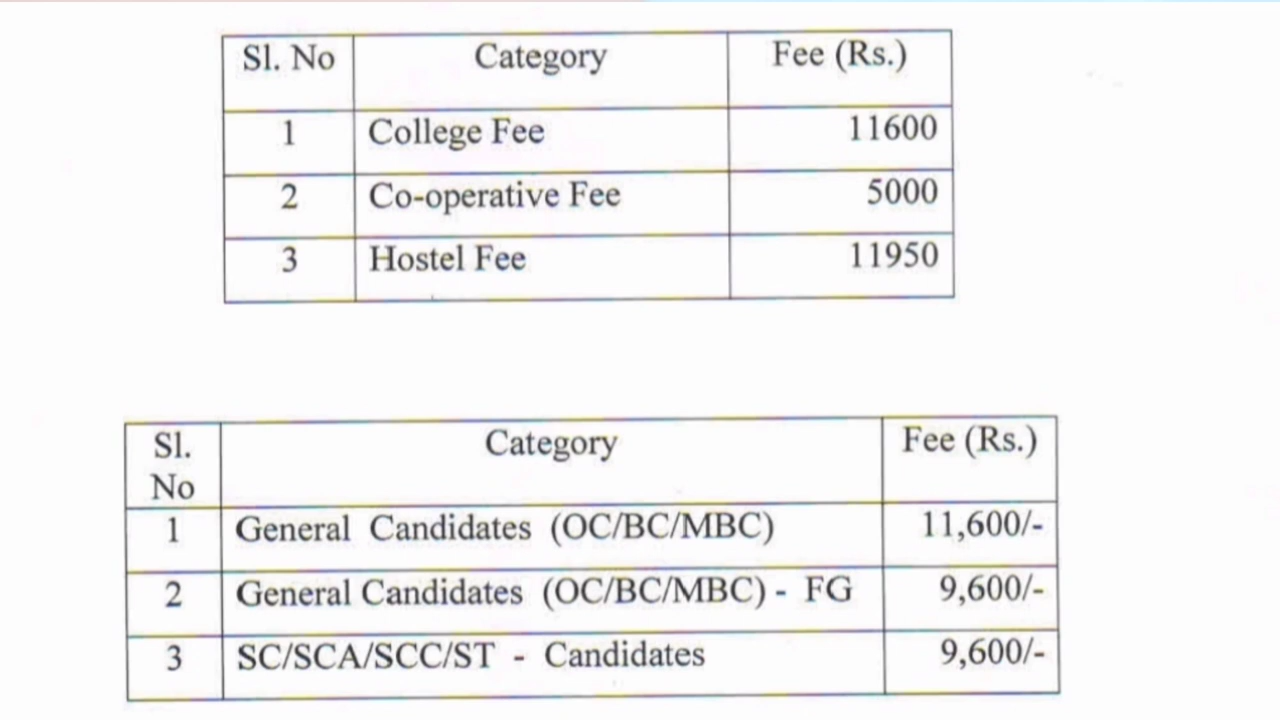 Sl. No Category Fee (Rs.)
1 College Fee 11600
2 Co-operative Fee 5000
3 Hostel Fee 11950
Sl. No Category Fee (Rs.)
1 General Candidates (OC/BC/MBC) 11,600/-
2 General Candidates (OC/BC/MBC) - FG 9,600/-
3 SC/SCA/SCC/ST - Candidates 9,600/-